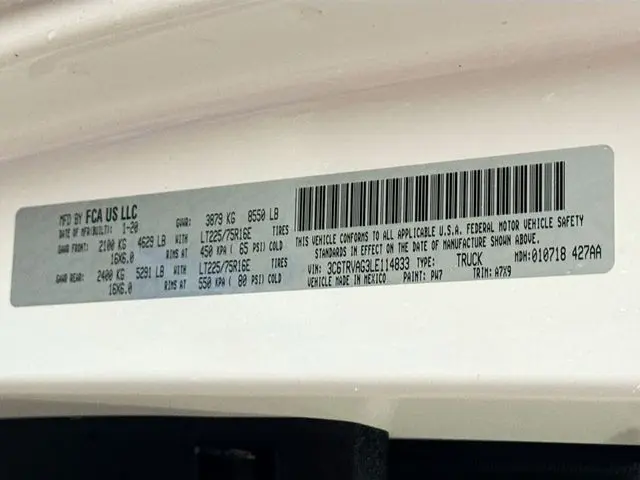 MFD BY FCA US LLC
DATE OF MFR/BUILT: 1-20 GVWR: 3879 KG 8550 LB
GAWR FRONT: 2100 KG 4629 LB WITH LT225/75R16E TIRES
16X6.0 RIMS AT 450 KPA ( 65 PSI) COLD
GAWR REAR: 2400 KG 5291 LB WITH LT225/75R16E TIRES
16X6.0 RIMS AT 550 KPA ( 80 PSI) COLD
THIS VEHICLE CONFORMS TO ALL APPLICABLE U.S.A. FEDERAL MOTOR VEHICLE SAFETY
STANDARDS IN EFFECT ON THE DATE OF MANUFACTURE SHOWN ABOVE
VIN: 3C6TRVAG3LE114833 TYPE: TRUCK MDH: 010718 427AA
VEHICLE MADE IN MEXICO PAINT: PW7 TRIM: A7X9